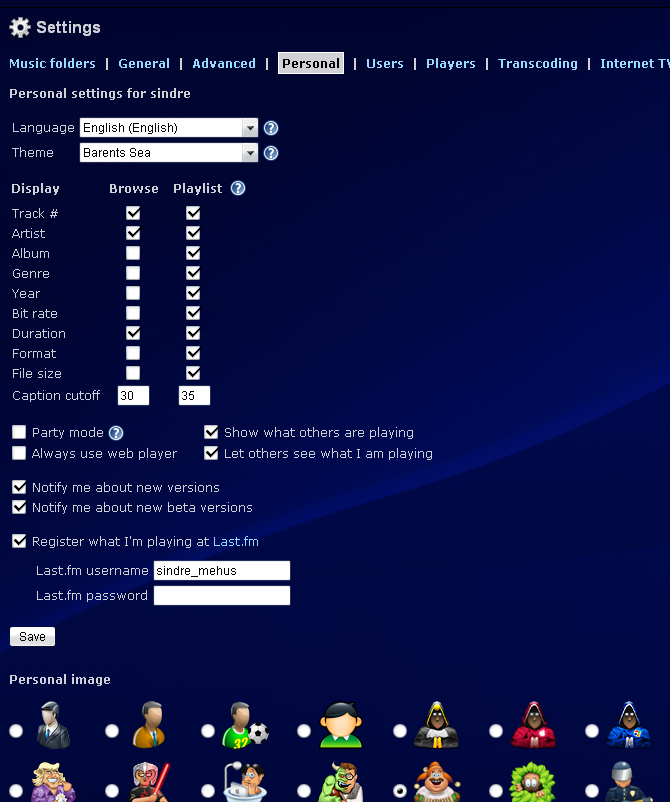 Settings
Music folders | General | Advanced | Personal | Users | Players | Transcoding | Internet TV
Personal settings for sindre
Language English (English) ?
Theme Barents Sea ?
Display Browse Playlist ?
Track #
Artist
Album
Genre
Year
Bit rate
Duration
Format
File size
Caption cutoff 30 35
Party mode ? Show what others are playing
Always use web player Let others see what I am playing
Notify me about new versions
Notify me about new beta versions
Register what I'm playing at Last.fm
Last.fm username sindre_mehus
Last.fm password
Save
Personal image
32